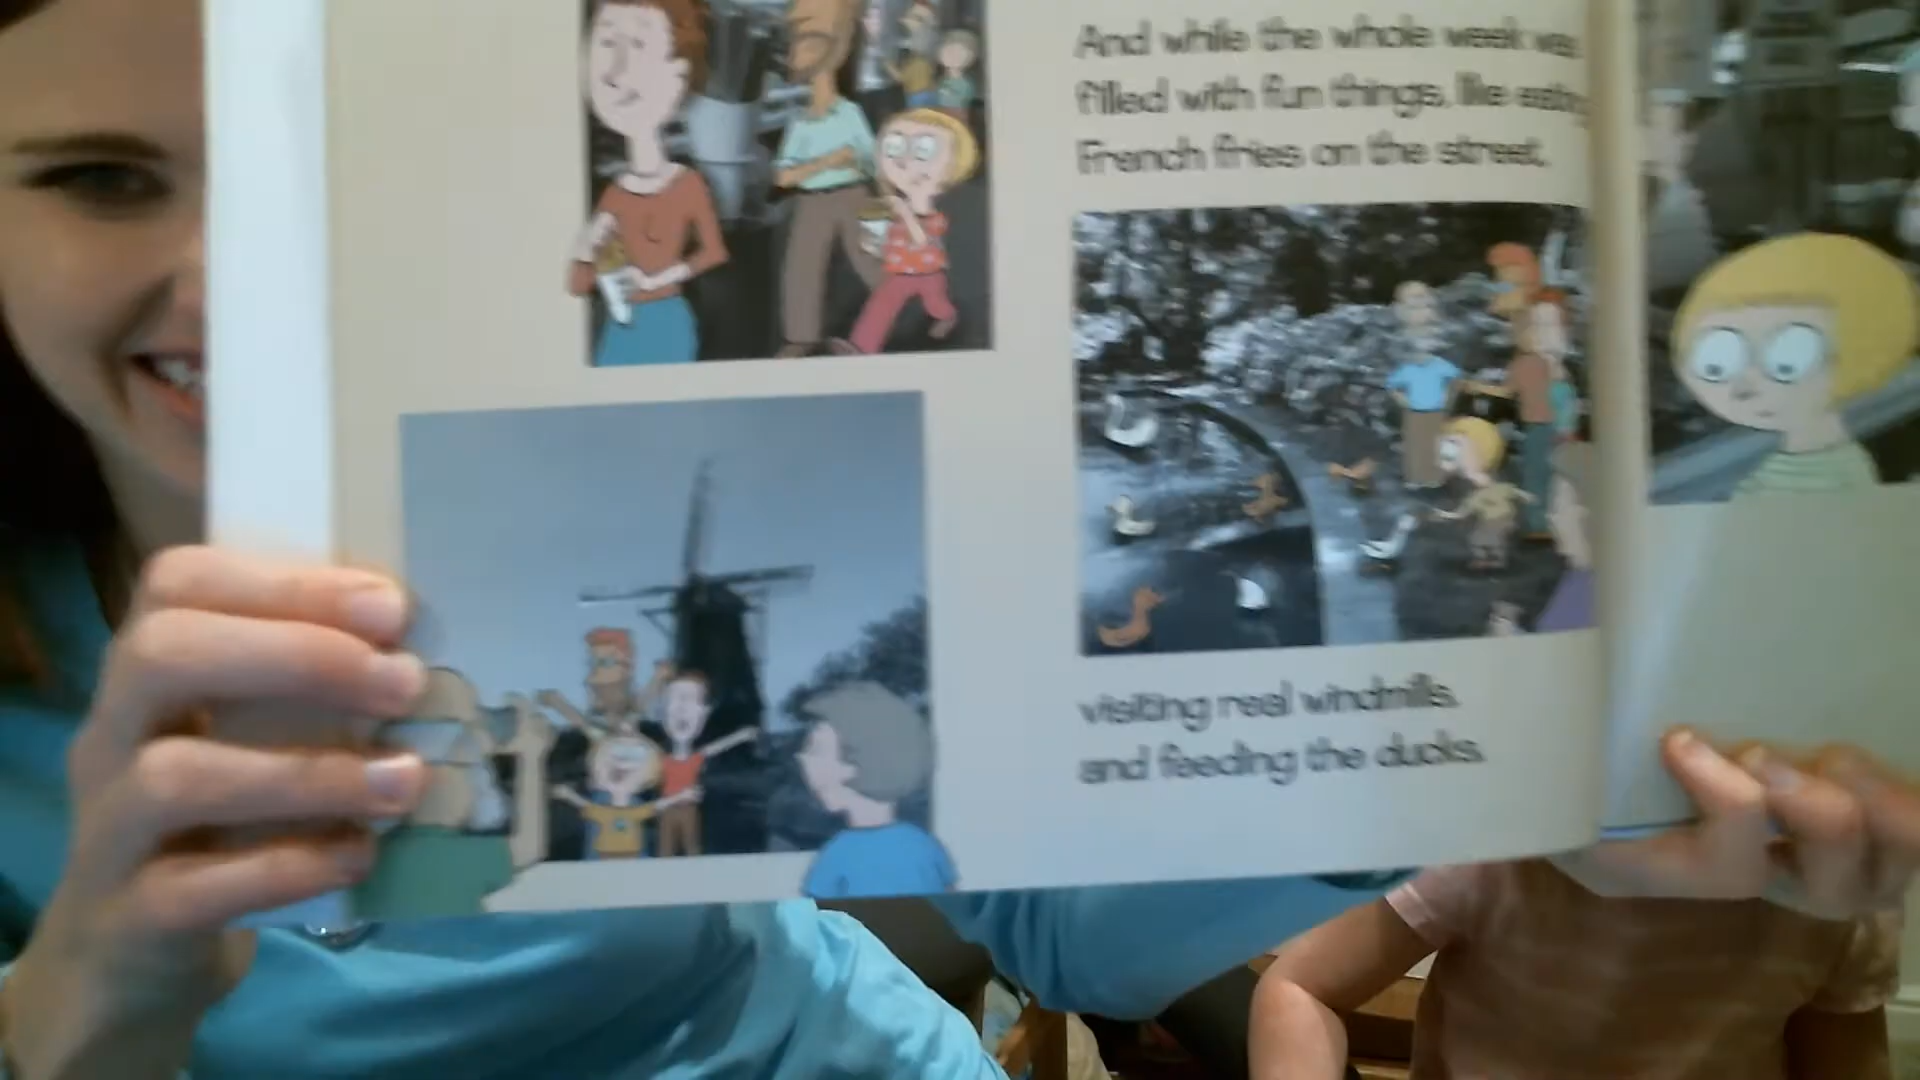 And while the whole week was
filled with fun things, like eating
French fries on the street,
visiting real windmills,
and feeding the ducks,